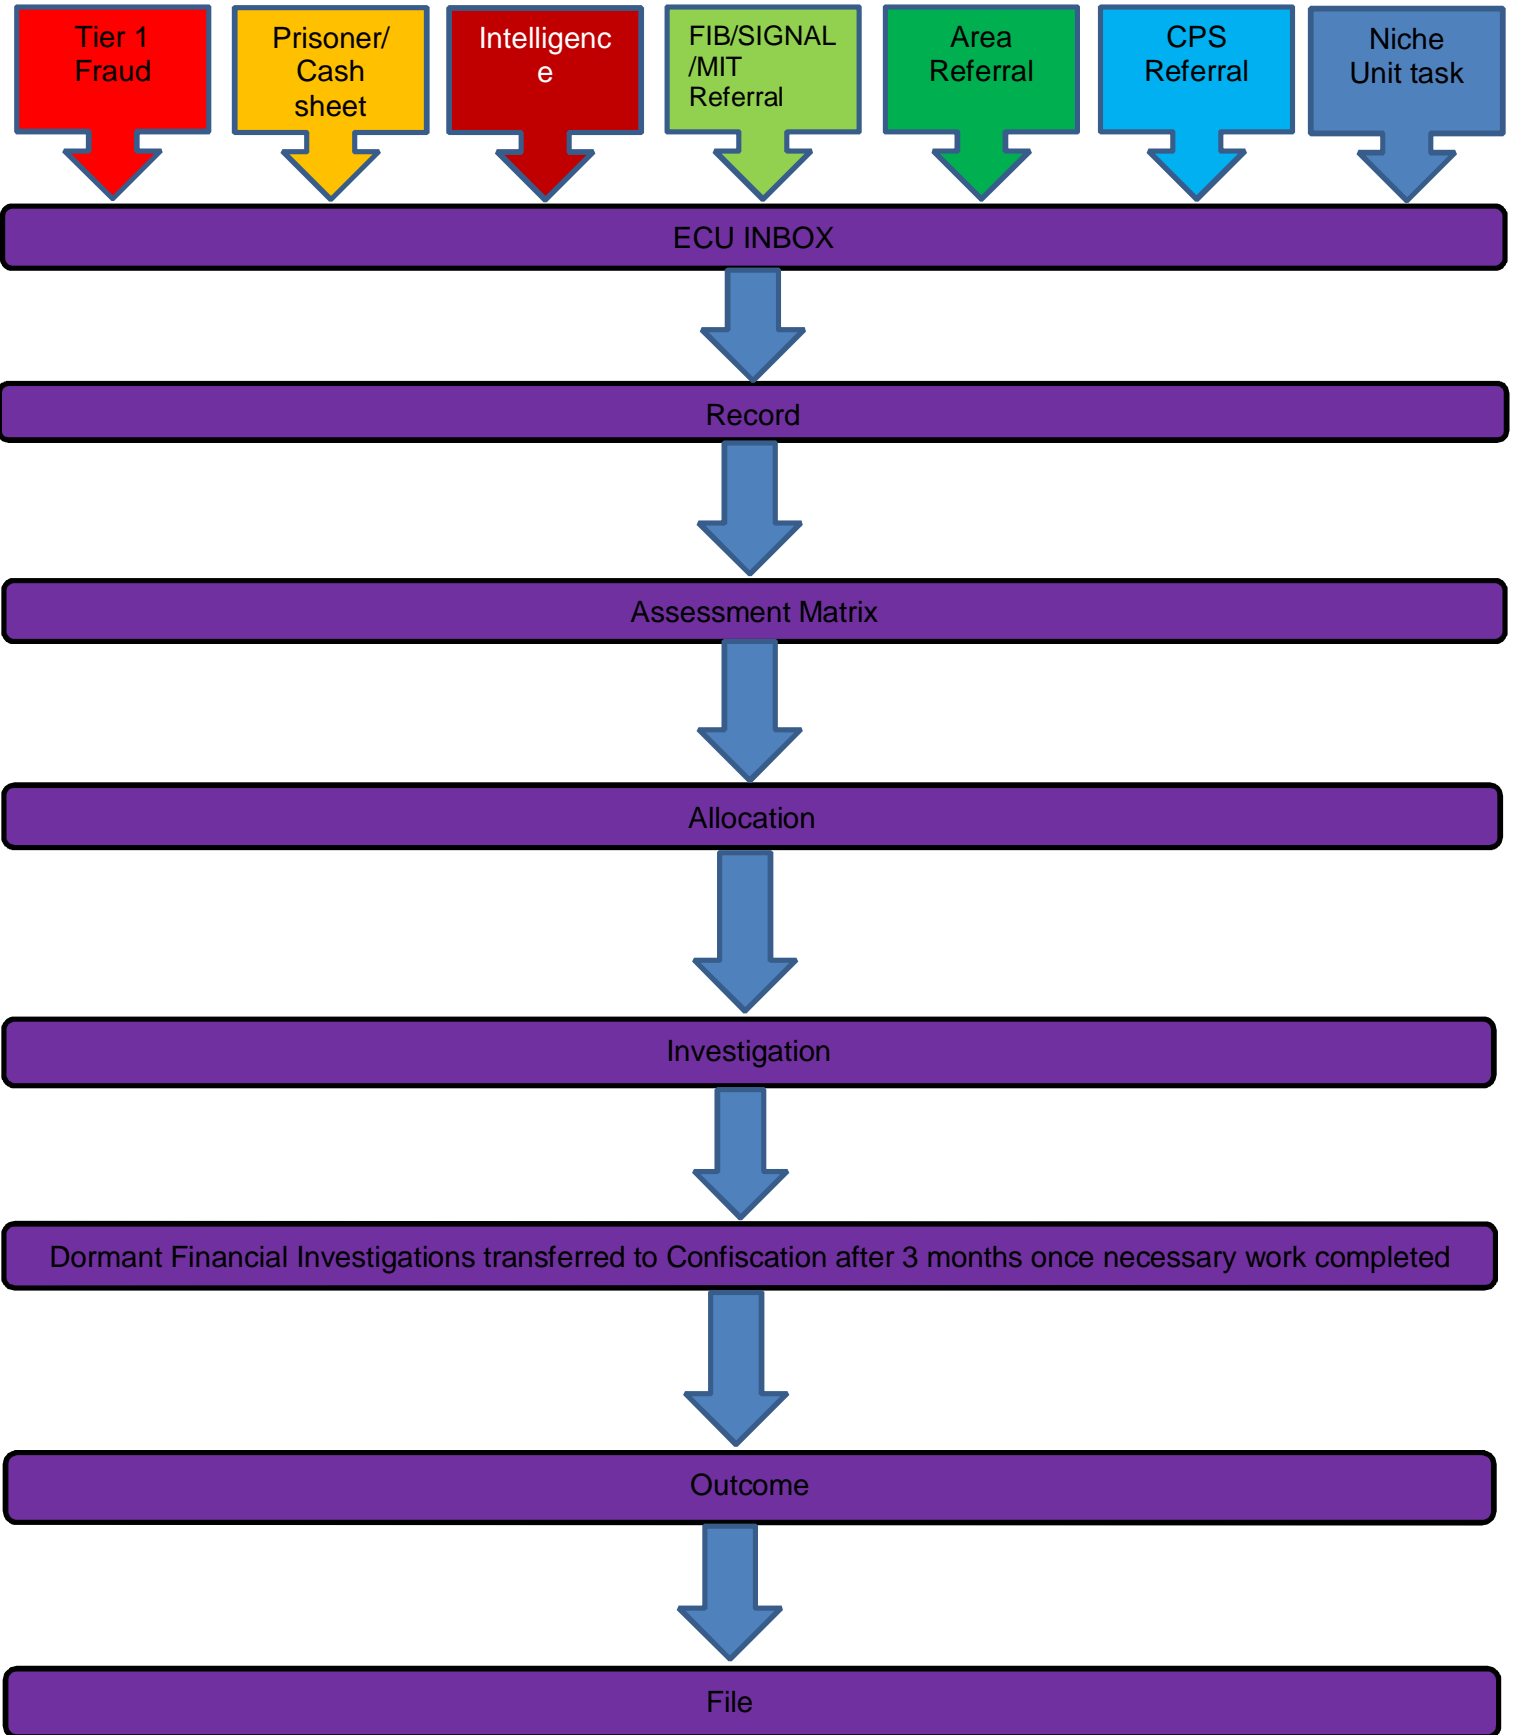 Tier 1
Fraud
Prisoner/
Cash
sheet
Intelligenc
e
FIB/SIGNAL
/MIT
Referral
Area
Referral
CPS
Referral
Niche
Unit task
ECU INBOX
Record
Assessment Matrix
Allocation
Investigation
Dormant Financial Investigations transferred to Confiscation after 3 months once necessary work completed
Outcome
File